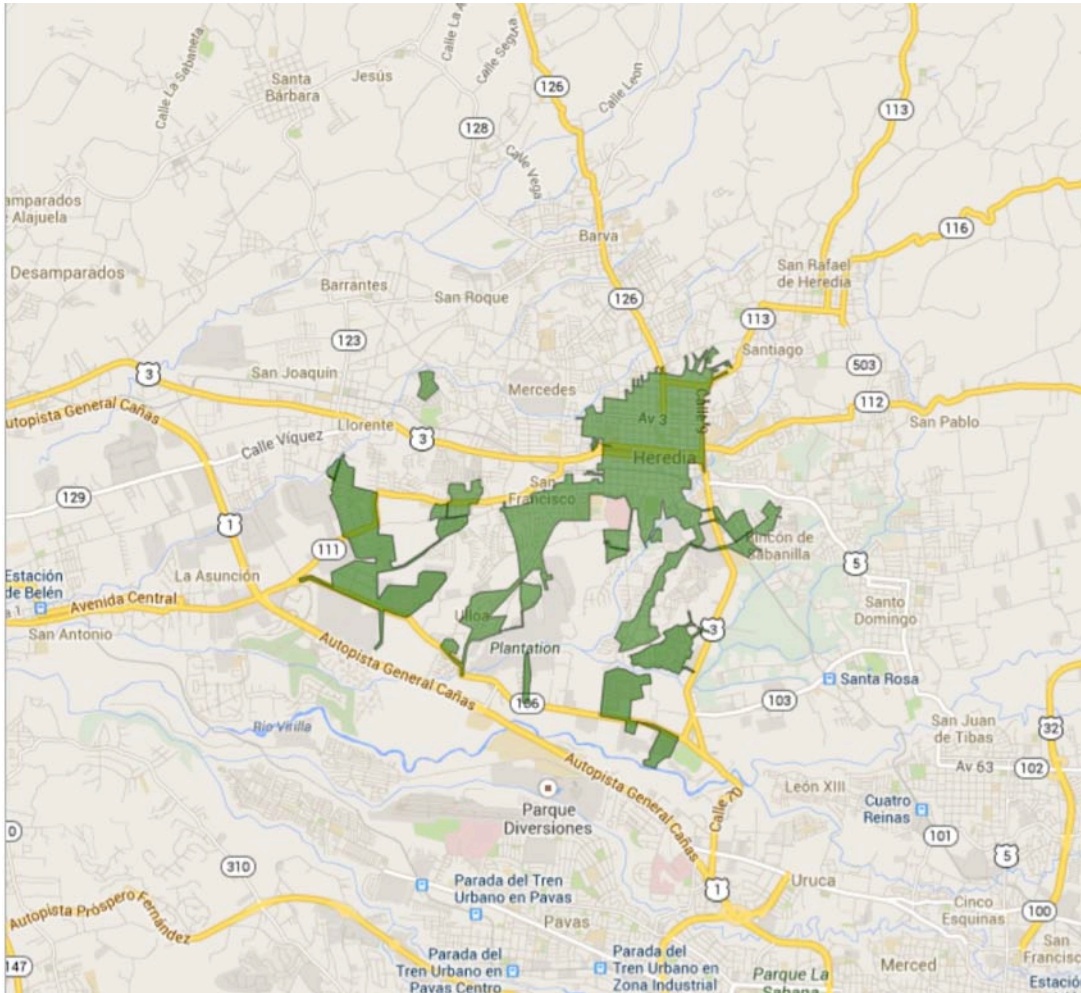 Calle La Sabaneta
Calle La A
Calle Segura
126
Calle Leon
113
Santa
Bárbara
Jesús
128
Calle Vega
amparados
Alajuela
Barva
116
Desamparados
Barrantes
San Roque
126
San Rafael
de Heredia
113
123
Santiago
3
San Joaquín
Mercedes
503
utopista General Cañas
Llorente
3
Av 3
112
San Pablo
Calle Víquez
Heredia
129
San
Francisco
1
111
Rincón de
Sabanilla
5
Estación
de Belén
La Asunción
a 1
Avenida Central
San Antonio
Ulloa
Santo
Domingo
3
Plantation
Autopista General Cañas
Santa Rosa
106
103
Río Virilla
San Juan
de Tibas
32
Av 63
102
Autopista General Cañas
León XIII
Parque
Diversiones
Calle 70
Cuatro
Reinas
101
0
310
5
Parada del Tren
Urbano en Pavas
1
Uruca
Autopista Próspero Fernández
Pavas
Cinco
Esquinas
100
147
Parada del
Tren Urbano en
Pavas Centro
Parada del
Tren Urbano en
Zona Industrial
Parque La
Sabana
Merced
San
Francisc
Estació